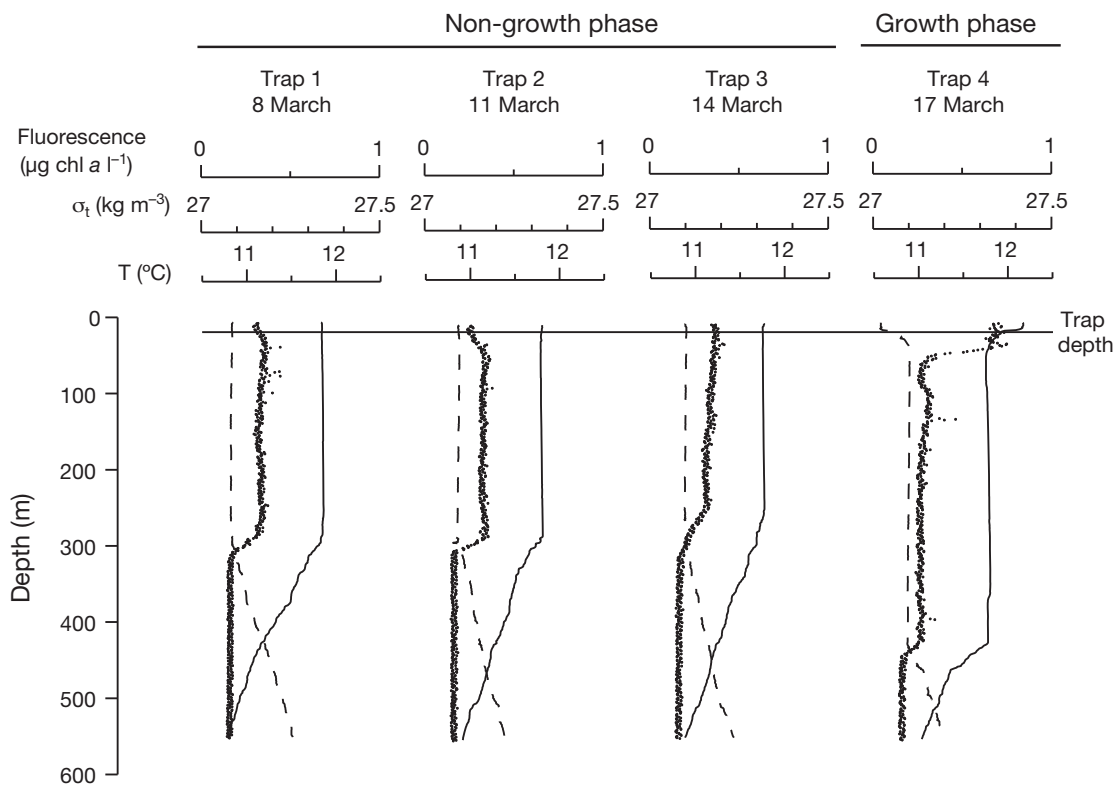 Non-growth phase Growth phase
Trap 1 Trap 2 Trap 3 Trap 4
8 March 11 March 14 March 17 March
Fluorescence
(µg chl a l⁻¹)
0 1 0 1 0 1 0 1
σt (kg m⁻³) 27 27.5 27 27.5 27 27.5 27 27.5
T (ºC) 11 12 11 12 11 12 11 12
Trap
depth
Depth (m)
0
100
200
300
400
500
600